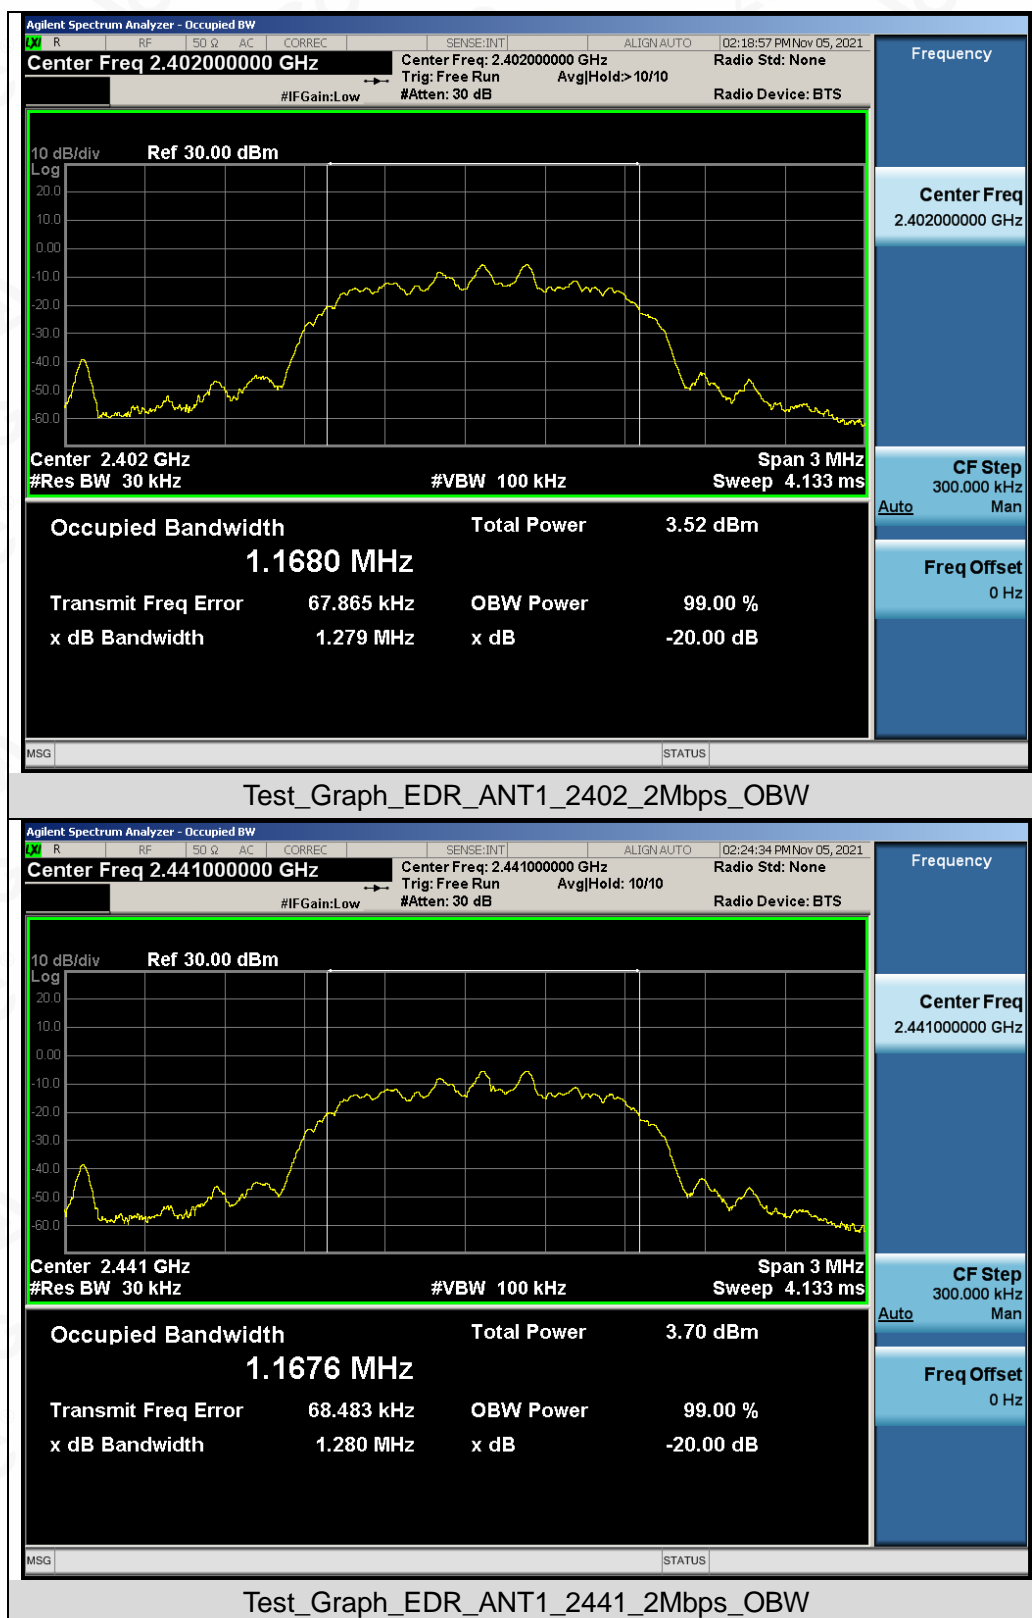 Agilent Spectrum Analyzer - Occupied BW
LXI R RF 50 Ω AC CORREC SENSE:INT ALIGN AUTO 02:18:57 PM Nov 05, 2021
Center Freq 2.402000000 GHz Center Freq: 2.402000000 GHz Radio Std: None Frequency
Trig: Free Run Avg|Hold:> 10/10
#IFGain:Low #Atten: 30 dB Radio Device: BTS
10 dB/div Ref 30.00 dBm
Log
20.0
10.0
0.00
-10.0
-20.0
-30.0
-40.0
-50.0
-60.0
Center Freq
2.402000000 GHz
Center 2.402 GHz Span 3 MHz
#Res BW 30 kHz #VBW 100 kHz Sweep 4.133 ms
CF Step
300.000 kHz
Auto Man
Occupied Bandwidth Total Power 3.52 dBm
1.1680 MHz
Transmit Freq Error 67.865 kHz OBW Power 99.00 %
x dB Bandwidth 1.279 MHz x dB -20.00 dB
Freq Offset
0 Hz
MSG STATUS
Test_Graph_EDR_ANT1_2402_2Mbps_OBW
Agilent Spectrum Analyzer - Occupied BW
LXI R RF 50 Ω AC CORREC SENSE:INT ALIGN AUTO 02:24:34 PM Nov 05, 2021
Center Freq 2.441000000 GHz Center Freq: 2.441000000 GHz Radio Std: None Frequency
Trig: Free Run Avg|Hold: 10/10
#IFGain:Low #Atten: 30 dB Radio Device: BTS
10 dB/div Ref 30.00 dBm
Log
20.0
10.0
0.00
-10.0
-20.0
-30.0
-40.0
-50.0
-60.0
Center Freq
2.441000000 GHz
Center 2.441 GHz Span 3 MHz
#Res BW 30 kHz #VBW 100 kHz Sweep 4.133 ms
CF Step
300.000 kHz
Auto Man
Occupied Bandwidth Total Power 3.70 dBm
1.1676 MHz
Transmit Freq Error 68.483 kHz OBW Power 99.00 %
x dB Bandwidth 1.280 MHz x dB -20.00 dB
Freq Offset
0 Hz
MSG STATUS
Test_Graph_EDR_ANT1_2441_2Mbps_OBW